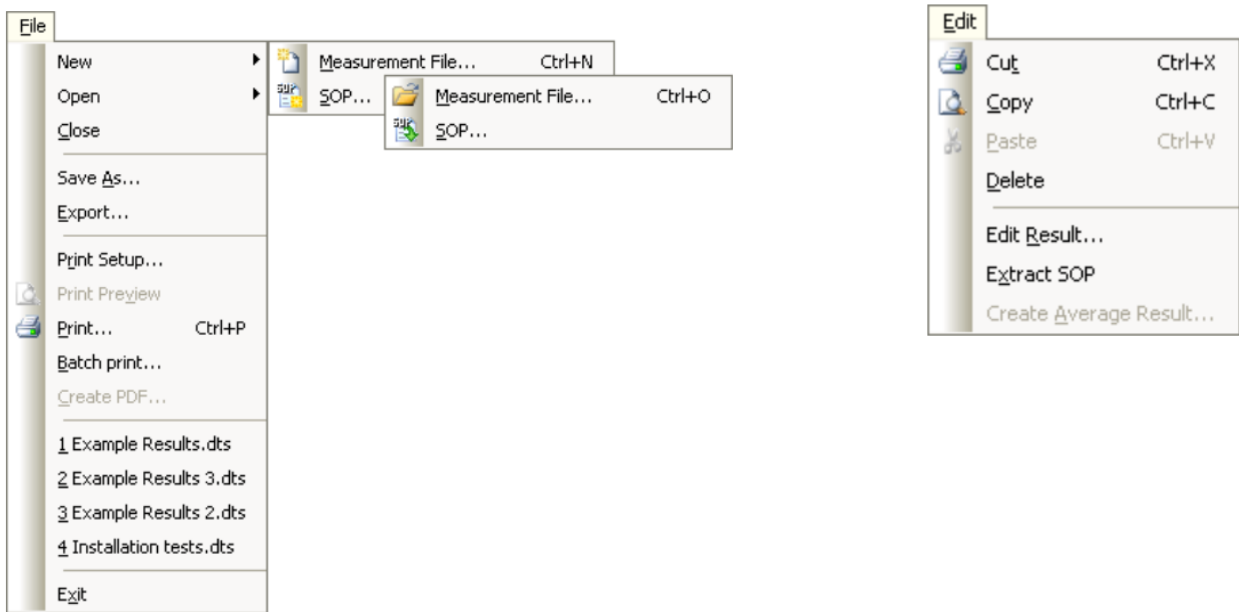 File
New
Measurement File... Ctrl+N
SOP...
Open
Measurement File... Ctrl+O
SOP...
Close
Save As...
Export...
Print Setup...
Print Preview
Print... Ctrl+P
Batch print...
Create PDF...
1 Example Results.dts
2 Example Results 3.dts
3 Example Results 2.dts
4 Installation tests.dts
Exit
Edit
Cut Ctrl+X
Copy Ctrl+C
Paste Ctrl+V
Delete
Edit Result...
Extract SOP
Create Average Result...